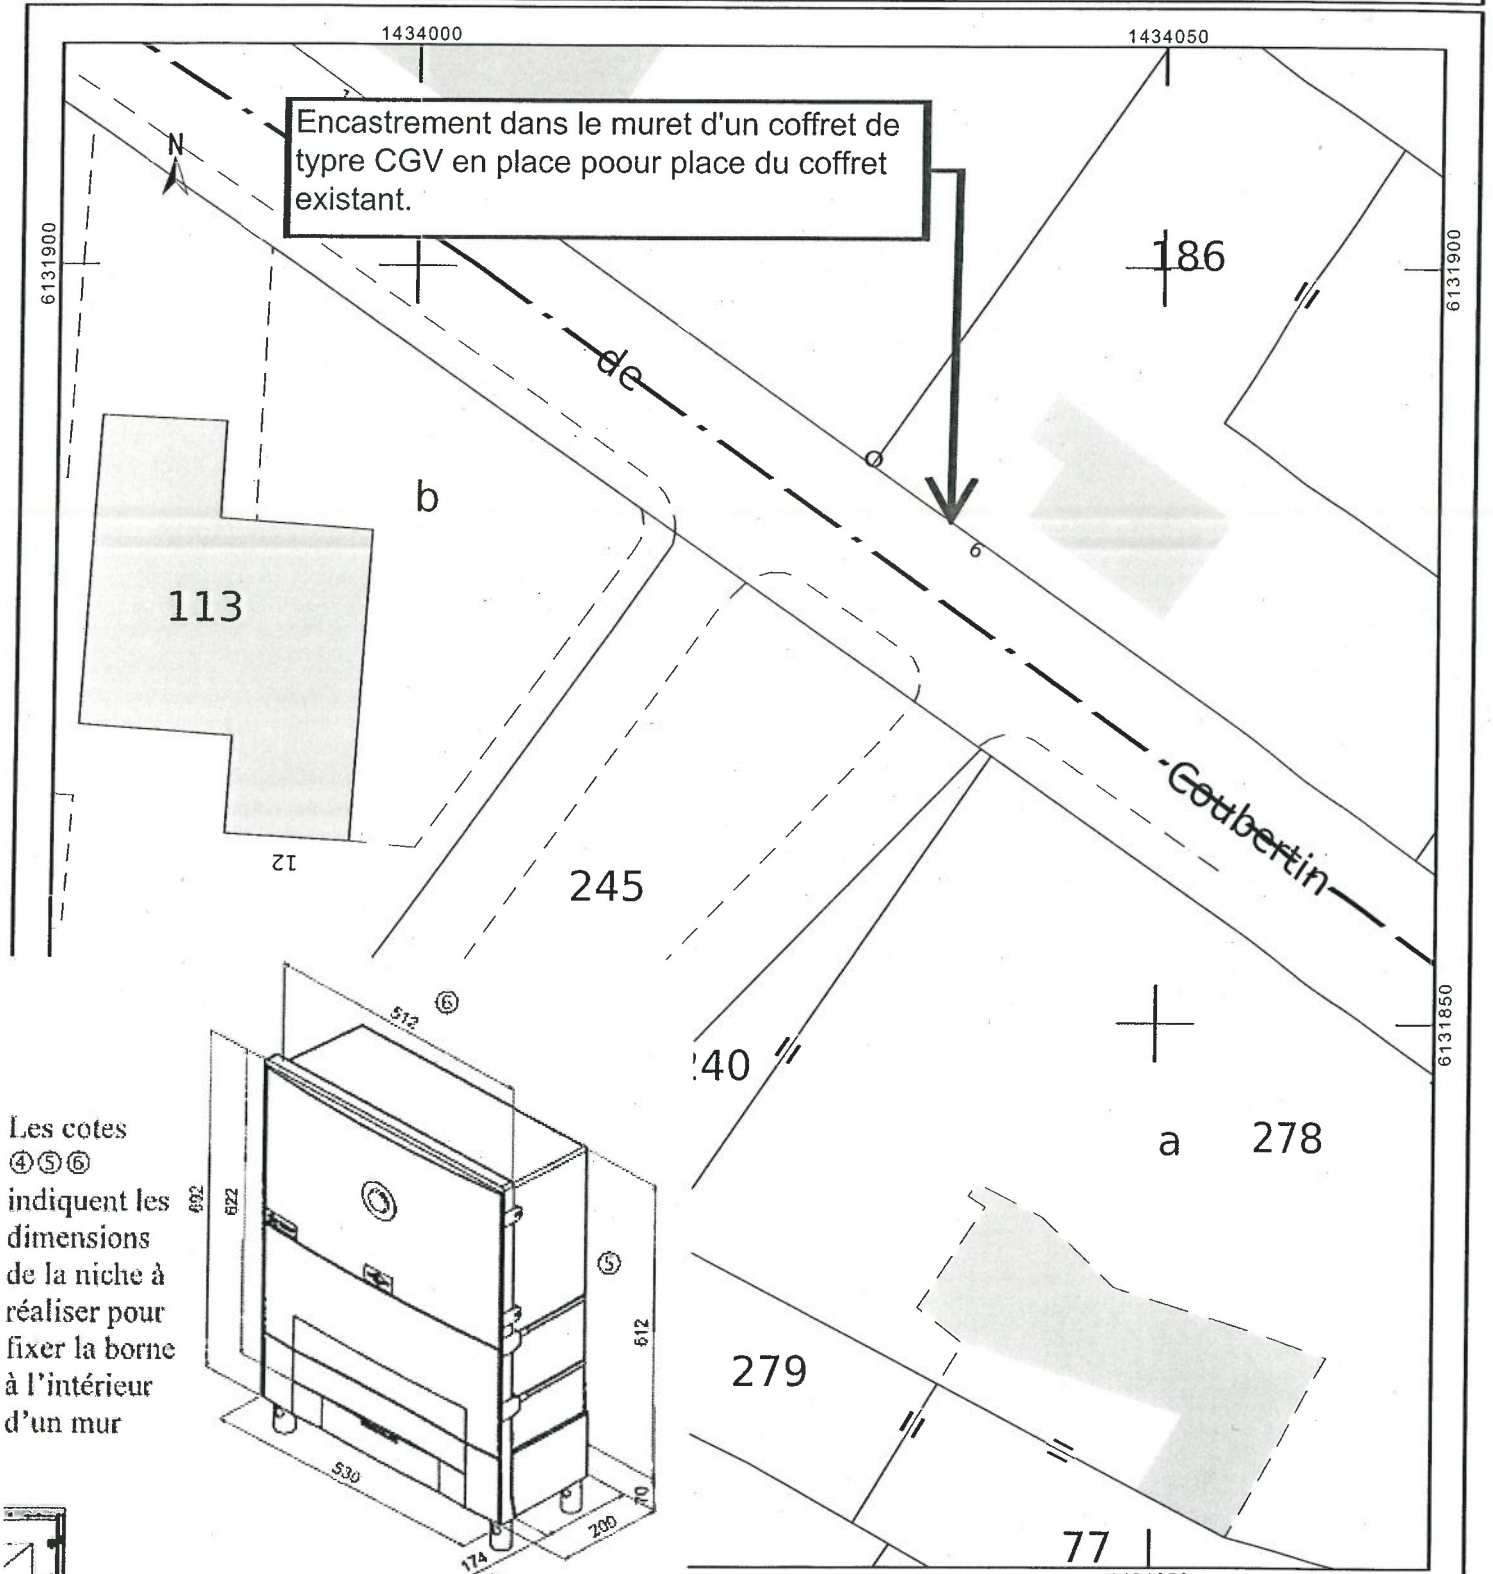 1434000
1434050
Encastrement dans le muret d'un coffret de
typre CGV en place poour place du coffret
existant.
N
6131900
6131900
186
de
b
6
113
Coubertin
12
245
6131850
240
a
278
279
77
512
⑥
Les cotes
④⑤⑥
indiquent les
dimensions
de la niche à
réaliser pour
fixer la borne
à l'intérieur
d'un mur
692
622
⑤
612
530
70
200
174